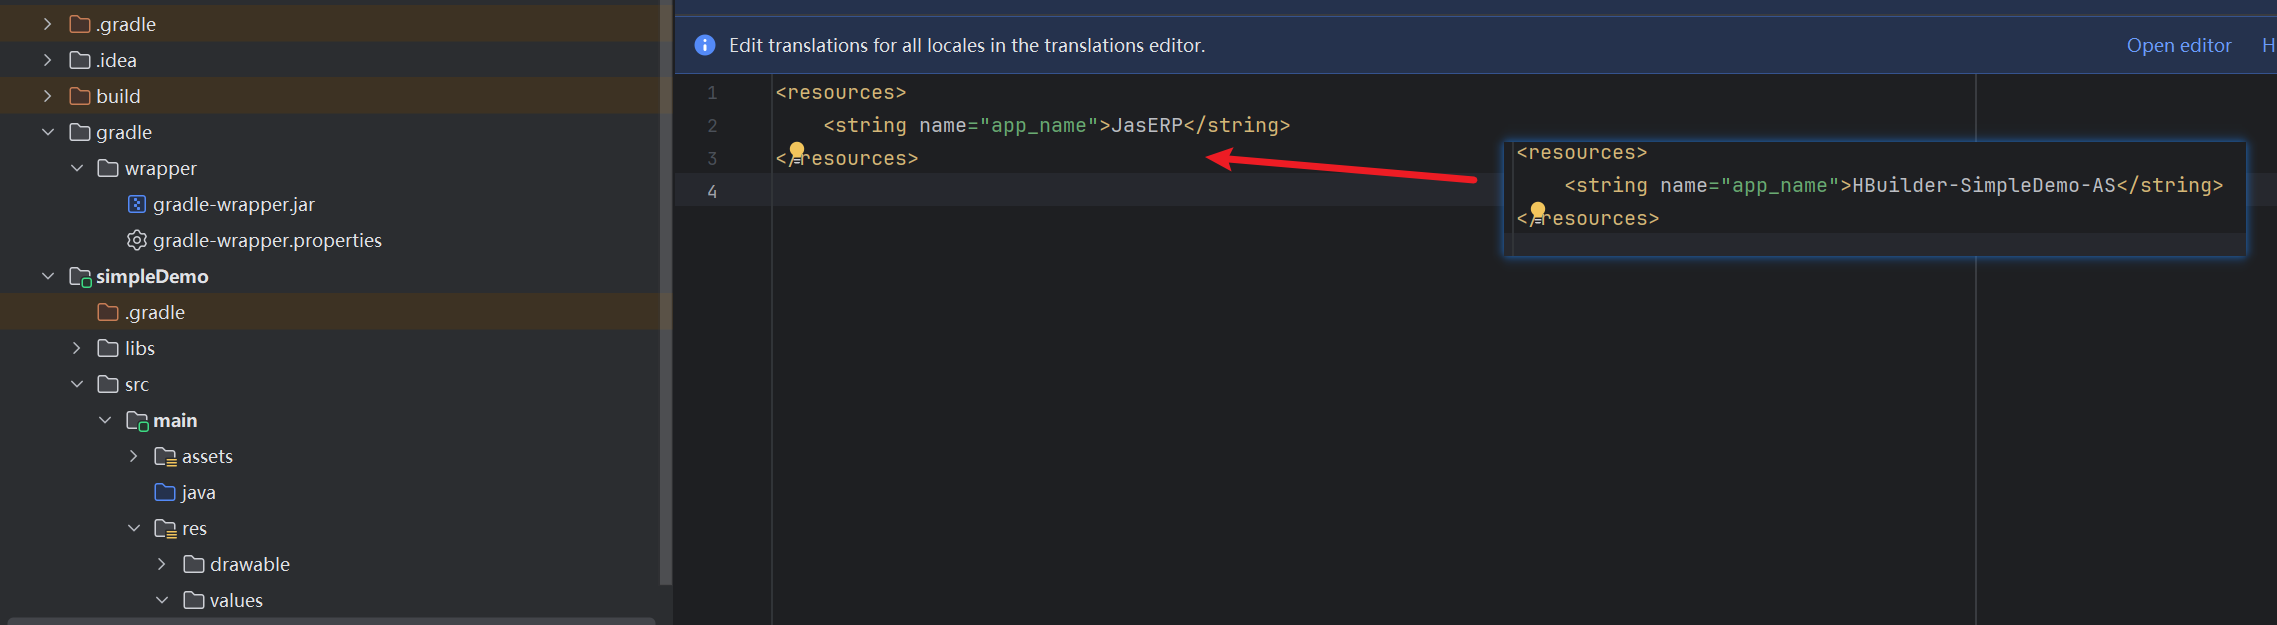 .gradle
.idea
build
gradle
wrapper
gradle-wrapper.jar
gradle-wrapper.properties
simpleDemo
.gradle
libs
src
main
assets
java
res
drawable
values
Edit translations for all locales in the translations editor.
Open editor
H
1 <resources>
2 <string name="app_name">JasERP</string>
3 </resources>
4
<resources>
<string name="app_name">HBuilder-SimpleDemo-AS</string>
</resources>